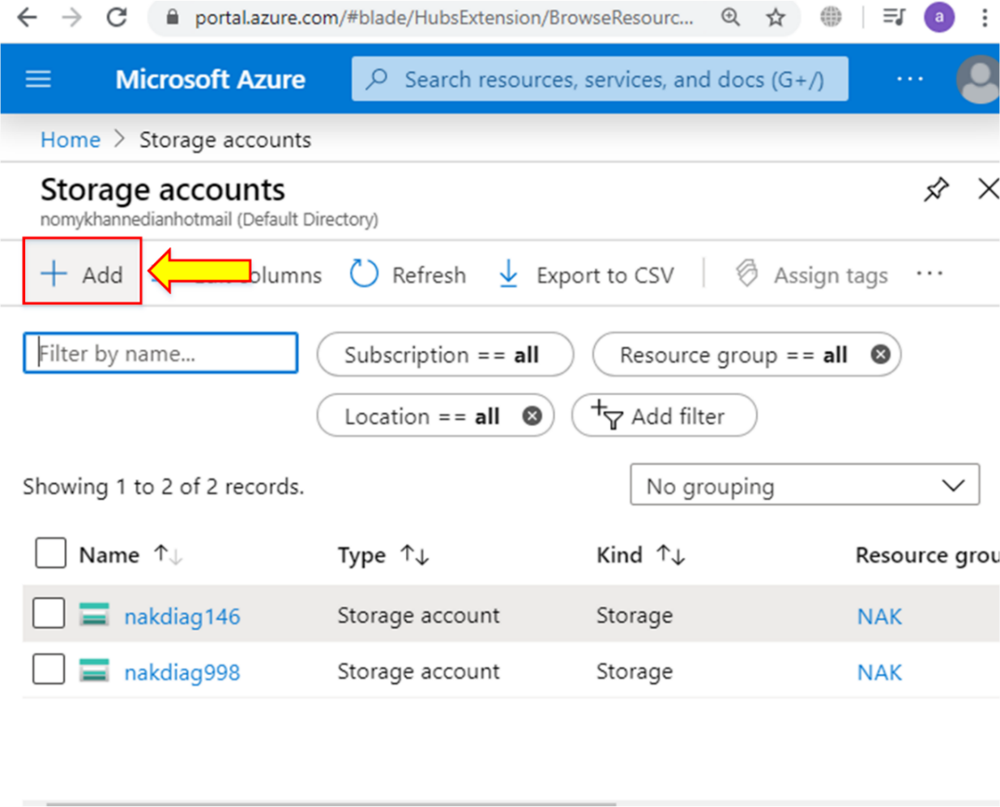 portal.azure.com/#blade/HubsExtension/BrowseResourc... a
Microsoft Azure Search resources, services, and docs (G+/) ...
Home > Storage accounts
Storage accounts
nomykhannedianhotmail (Default Directory)
+ Add columns Refresh Export to CSV Assign tags ...
Filter by name... Subscription == all Resource group == all
Location == all Add filter
Showing 1 to 2 of 2 records. No grouping
Name Type Kind Resource grou
nakdiag146 Storage account Storage NAK
nakdiag998 Storage account Storage NAK